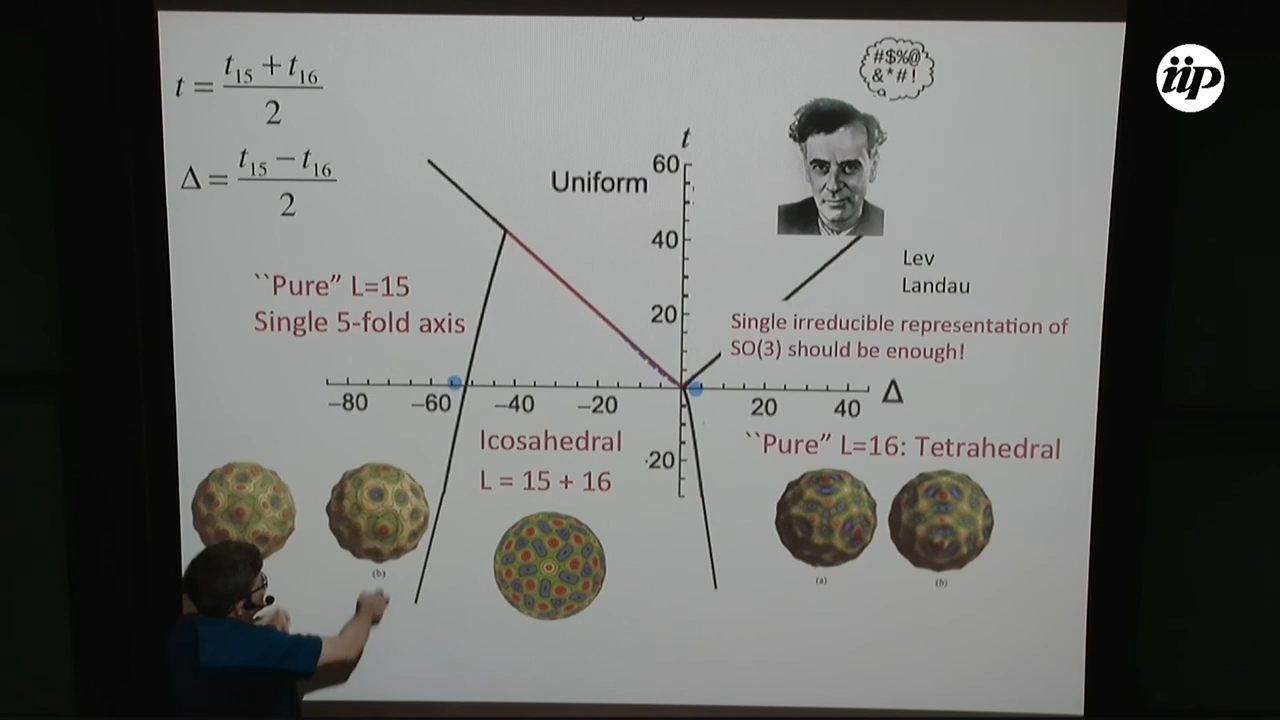 iip
t = (t15 + t16) / 2
Δ = (t15 − t16) / 2
#$%@
&*#!
t
60
Uniform
40
Lev
Landau
``Pure” L=15
Single 5-fold axis
20
Single irreducible representation of
SO(3) should be enough!
−80 −60 −40 −20 20 40 Δ
Icosahedral
L = 15 + 16
-20
``Pure” L=16: Tetrahedral
(b)
(a) (b)